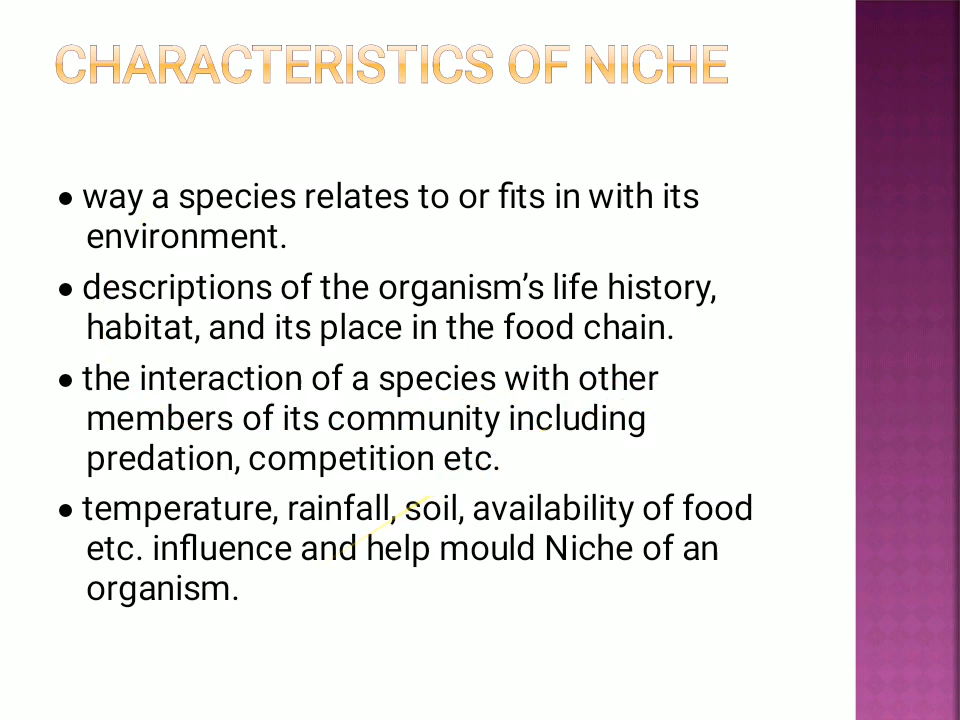 CHARACTERISTICS OF NICHE
• way a species relates to or fits in with its
environment.
• descriptions of the organism’s life history,
habitat, and its place in the food chain.
• the interaction of a species with other
members of its community including
predation, competition etc.
• temperature, rainfall, soil, availability of food
etc. influence and help mould Niche of an
organism.